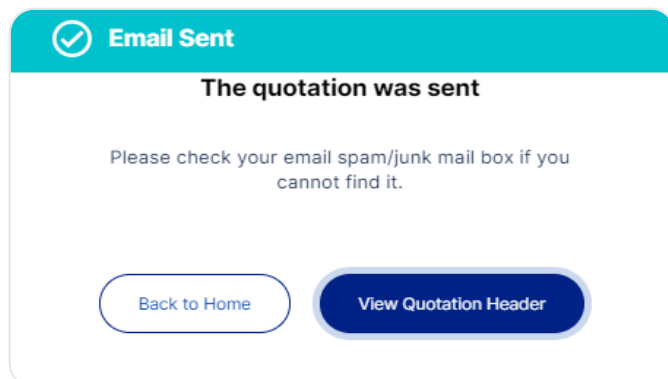 Email Sent
The quotation was sent
Please check your email spam/junk mail box if you
cannot find it.
Back to Home
View Quotation Header